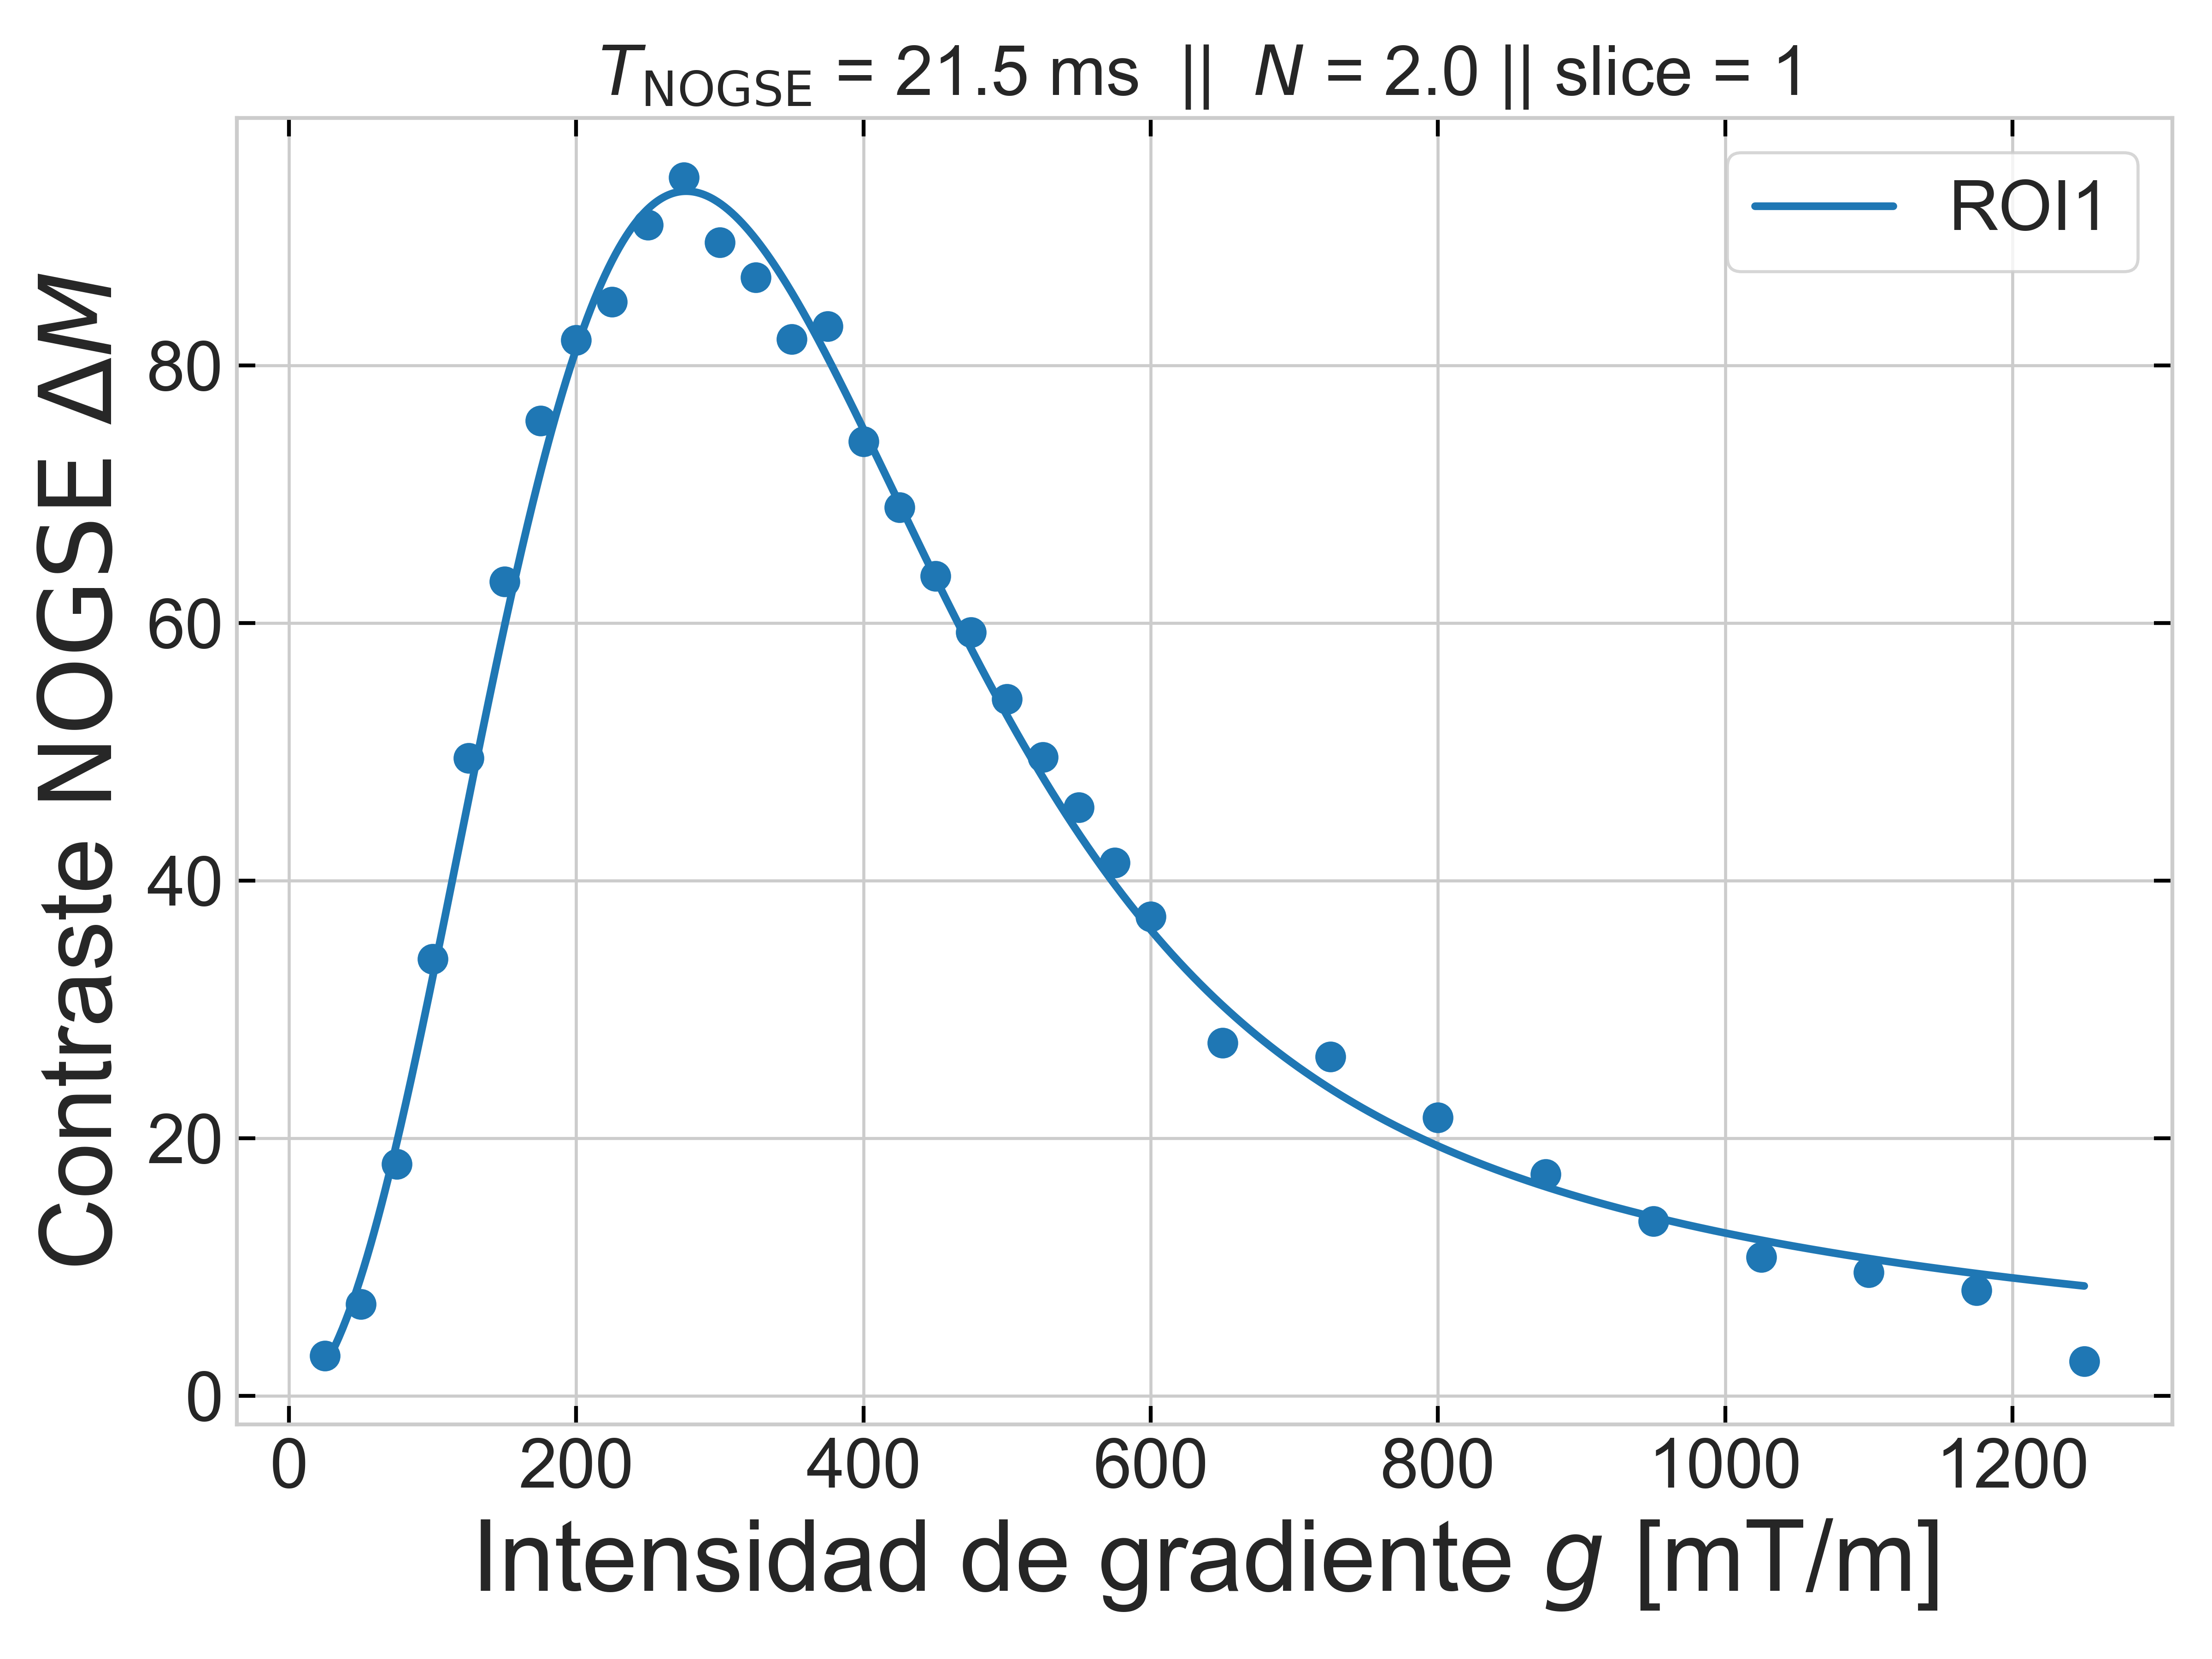 T_NOGSE = 21.5 ms || N = 2.0 || slice = 1
ROI1
Contraste NOGSE ΔM
80
60
40
20
0
0 200 400 600 800 1000 1200
Intensidad de gradiente g [mT/m]